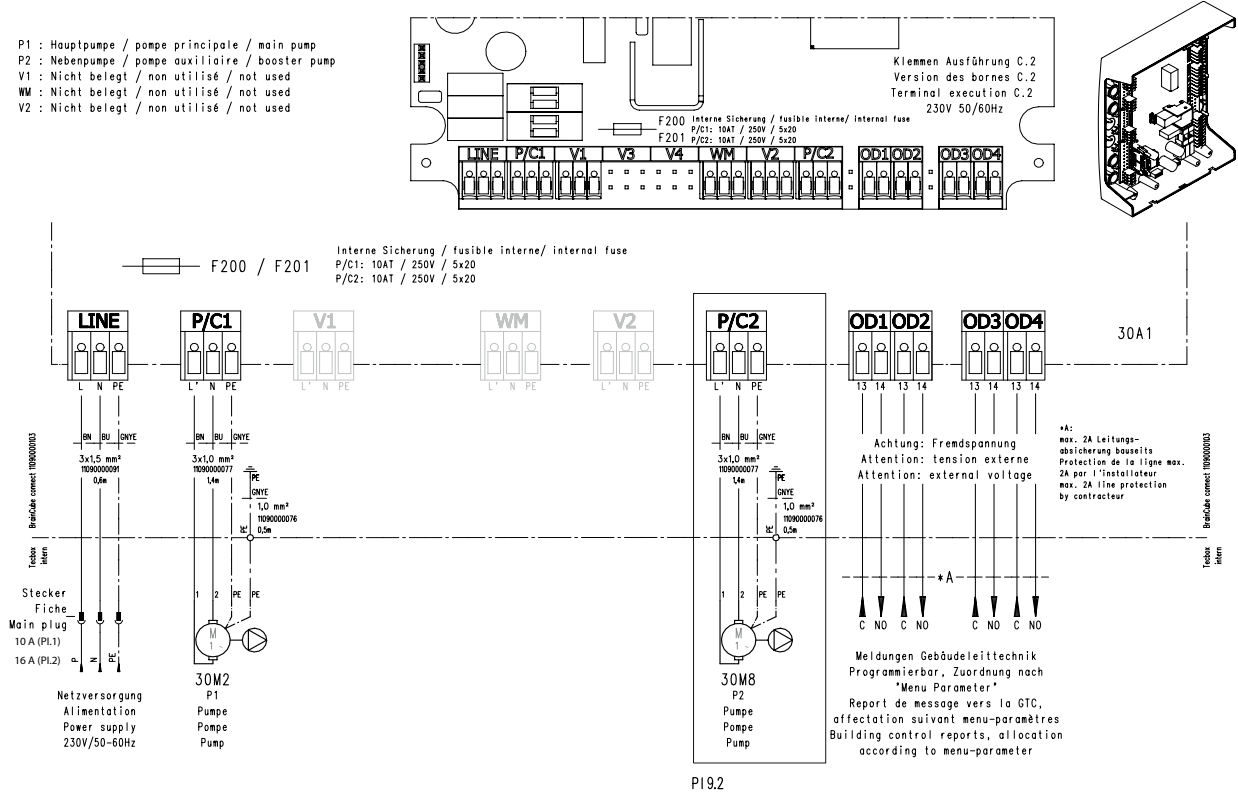 P1 : Hauptpumpe / pompe principale / main pump
P2 : Nebenpumpe / pompe auxiliaire / booster pump
V1 : Nicht belegt / non utilisé / not used
WM : Nicht belegt / non utilisé / not used
V2 : Nicht belegt / non utilisé / not used
Klemmen Ausführung C.2
Version des bornes C.2
Terminal execution C.2
230V 50/60Hz
F200 Interne Sicherung / fusible interne/ internal fuse
P/C1: 10AT / 250V / 5x20
F201 P/C2: 10AT / 250V / 5x20
LINE P/C1 V1 V3 V4 WM V2 P/C2 OD1 OD2 OD3 OD4
F200 / F201
Interne Sicherung / fusible interne/ internal fuse
P/C1: 10AT / 250V / 5x20
P/C2: 10AT / 250V / 5x20
LINE P/C1 V1 WM V2 P/C2 OD1 OD2 OD3 OD4
30A1
L N PE L' N PE L' N PE L' N PE L' N PE L' N PE 13 14 13 14 13 14 13 14
BN BU GNYE
3x1,5 mm²
11090000091
0,6m
BN BU GNYE
3x1,0 mm²
11090000077
1,4m
PE
GNYE
1,0 mm²
11090000076
0,5m
PE
BN BU GNYE
3x1,0 mm²
11090000077
1,4m
PE
GNYE
1,0 mm²
11090000076
0,5m
PE
Achtung: Fremdspannung
Attention: tension externe
Attention: external voltage
*A:
max. 2A Leitungs-
absicherung bauseits
Protection de la ligne max.
2A par l'installateur
max. 2A line protection
by contracteur
BrainCube connect 11090000103
Tecbox
intern
BrainCube connect 11090000103
Tecbox
intern
Stecker
Fiche
Main plug
10 A (PI.1)
16 A (PI.2)
P N PE
Netzversorgung
Alimentation
Power supply
230V/50-60Hz
1 2 PE PE
M
1 ~
30M2
P1
Pumpe
Pompe
Pump
1 2 PE PE
M
1 ~
30M8
P2
Pumpe
Pompe
Pump
PI 9.2
*A
C NO C NO C NO C NO
Meldungen Gebäudeleittechnik
Programmierbar, Zuordnung nach
"Menu Parameter"
Report de message vers la GTC,
affectation suivant menu-paramètres
Building control reports, allocation
according to menu-parameter